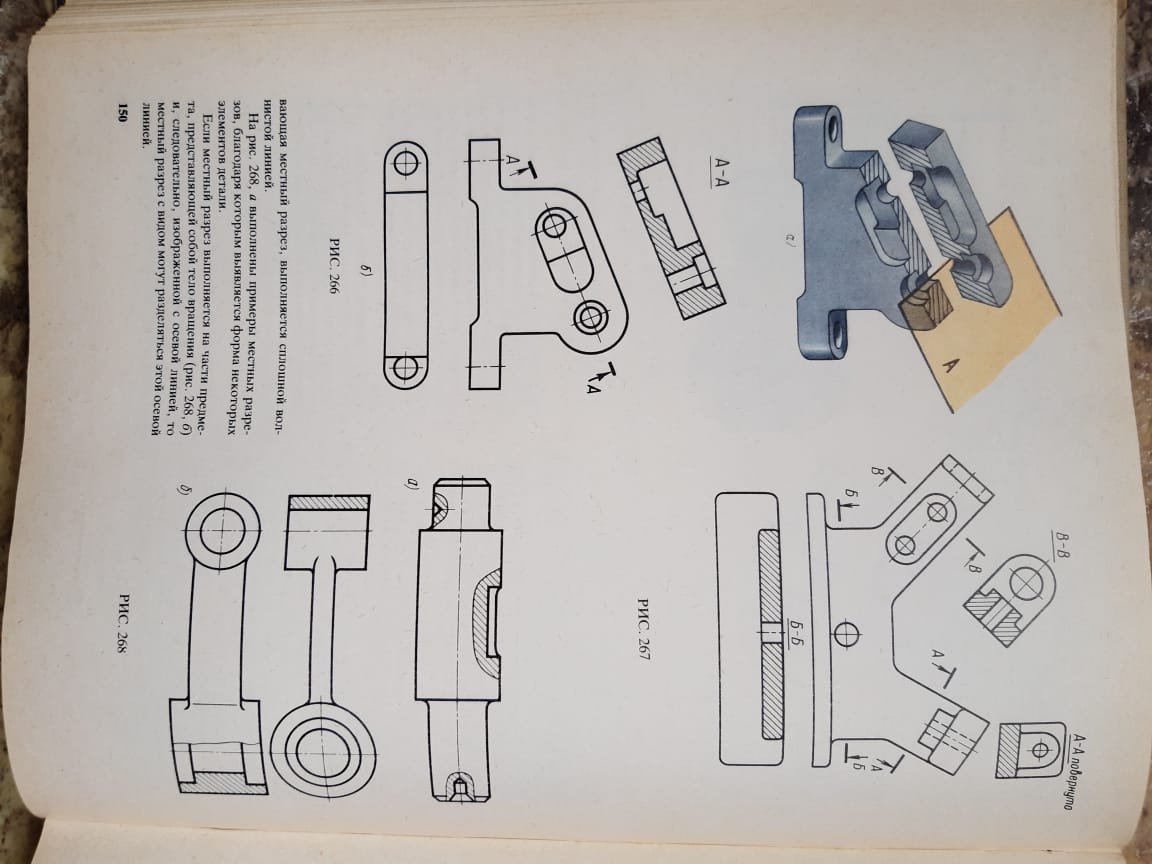 А
а)
А-А
А
А
б)
РИС. 266
вающая местный разрез, выполняется сплошной вол-
нистой линией.
На рис. 268, а выполнены примеры местных разре-
зов, благодаря которым выявляется форма некоторых
элементов детали.
Если местный разрез выполняется на части предме-
та, представляющей собой тело вращения (рис. 268, б)
и, следовательно, изображенной с осевой линией, то
местный разрез с видом могут разделяться этой осевой
линией.
150
В-В
А-А повернуто
В
А
В
А
Б
Б
Б-Б
РИС. 267
а)
б)
РИС. 268